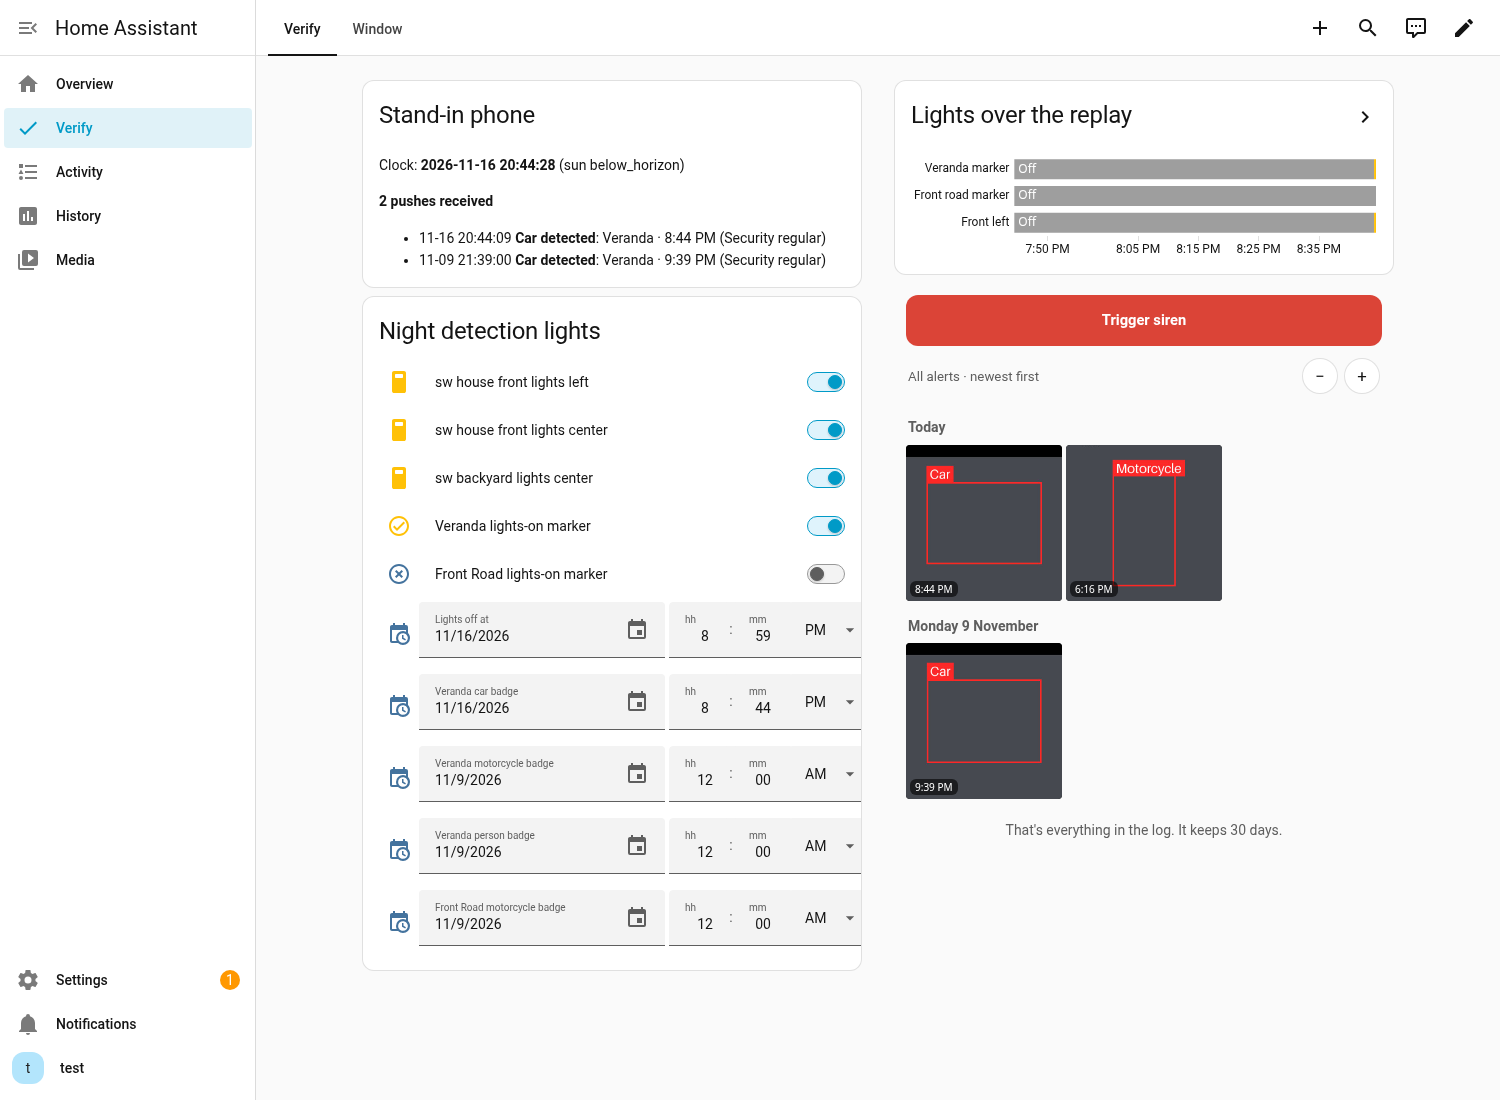 Home Assistant
Verify
Window
Overview
Verify
Activity
History
Media
Settings
1
Notifications
t
test
Stand-in phone
Clock: 2026-11-16 20:44:28 (sun below_horizon)
2 pushes received
• 11-16 20:44:09 Car detected: Veranda · 8:44 PM (Security regular)
• 11-09 21:39:00 Car detected: Veranda · 9:39 PM (Security regular)
Night detection lights
sw house front lights left
sw house front lights center
sw backyard lights center
Veranda lights-on marker
Front Road lights-on marker
Lights off at
11/16/2026
hh
mm
8 : 59 PM
Veranda car badge
11/16/2026
hh
mm
8 : 44 PM
Veranda motorcycle badge
11/9/2026
hh
mm
12 : 00 AM
Veranda person badge
11/9/2026
hh
mm
12 : 00 AM
Front Road motorcycle badge
11/9/2026
hh
mm
12 : 00 AM
Lights over the replay
Veranda marker Off
Front road marker Off
Front left Off
7:50 PM 8:05 PM 8:15 PM 8:25 PM 8:35 PM
Trigger siren
All alerts · newest first
− +
Today
Car
8:44 PM
Motorcycle
6:16 PM
Monday 9 November
Car
9:39 PM
That's everything in the log. It keeps 30 days.